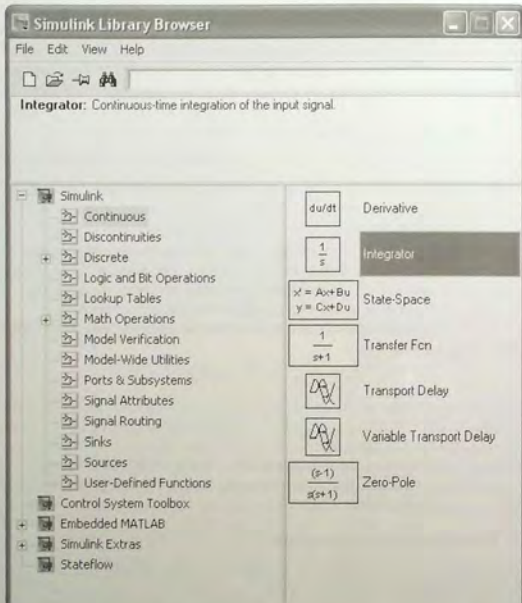 Simulink Library Browser
File Edit View Help
Integrator: Continuous-time integration of the input signal.
Simulink
Continuous
Discontinuities
Discrete
Logic and Bit Operations
Lookup Tables
Math Operations
Model Verification
Model-Wide Utilities
Ports & Subsystems
Signal Attributes
Signal Routing
Sinks
Sources
User-Defined Functions
Control System Toolbox
Embedded MATLAB
Simulink Extras
Stateflow
du/dt Derivative
1
s
Integrator
x' = Ax+Bu
y = Cx+Du
State-Space
1
s+1
Transfer Fcn
Transport Delay
Variable Transport Delay
(s-1)
s(s+1)
Zero-Pole